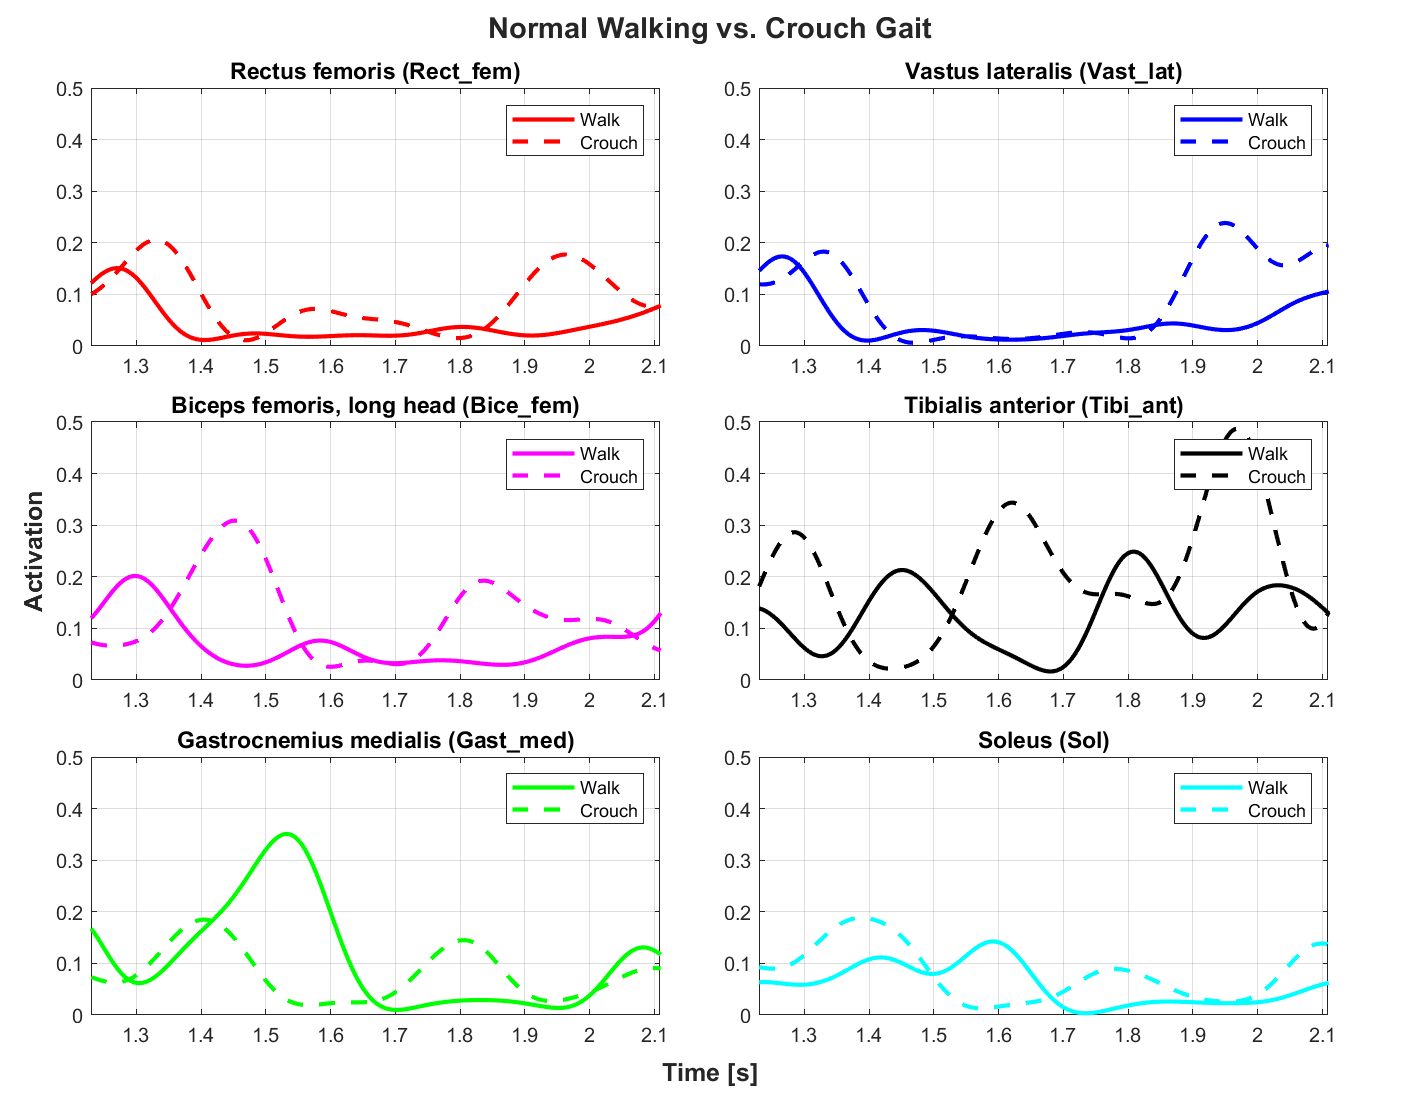 Normal Walking vs. Crouch Gait
Rectus femoris (Rect_fem)
0.5
0.4
0.3
0.2
0.1
0
1.3 1.4 1.5 1.6 1.7 1.8 1.9 2 2.1
Walk
Crouch
Vastus lateralis (Vast_lat)
0.5
0.4
0.3
0.2
0.1
0
1.3 1.4 1.5 1.6 1.7 1.8 1.9 2 2.1
Walk
Crouch
Activation
Biceps femoris, long head (Bice_fem)
0.5
0.4
0.3
0.2
0.1
0
1.3 1.4 1.5 1.6 1.7 1.8 1.9 2 2.1
Walk
Crouch
Tibialis anterior (Tibi_ant)
0.5
0.4
0.3
0.2
0.1
0
1.3 1.4 1.5 1.6 1.7 1.8 1.9 2 2.1
Walk
Crouch
Gastrocnemius medialis (Gast_med)
0.5
0.4
0.3
0.2
0.1
0
1.3 1.4 1.5 1.6 1.7 1.8 1.9 2 2.1
Walk
Crouch
Soleus (Sol)
0.5
0.4
0.3
0.2
0.1
0
1.3 1.4 1.5 1.6 1.7 1.8 1.9 2 2.1
Walk
Crouch
Time [s]